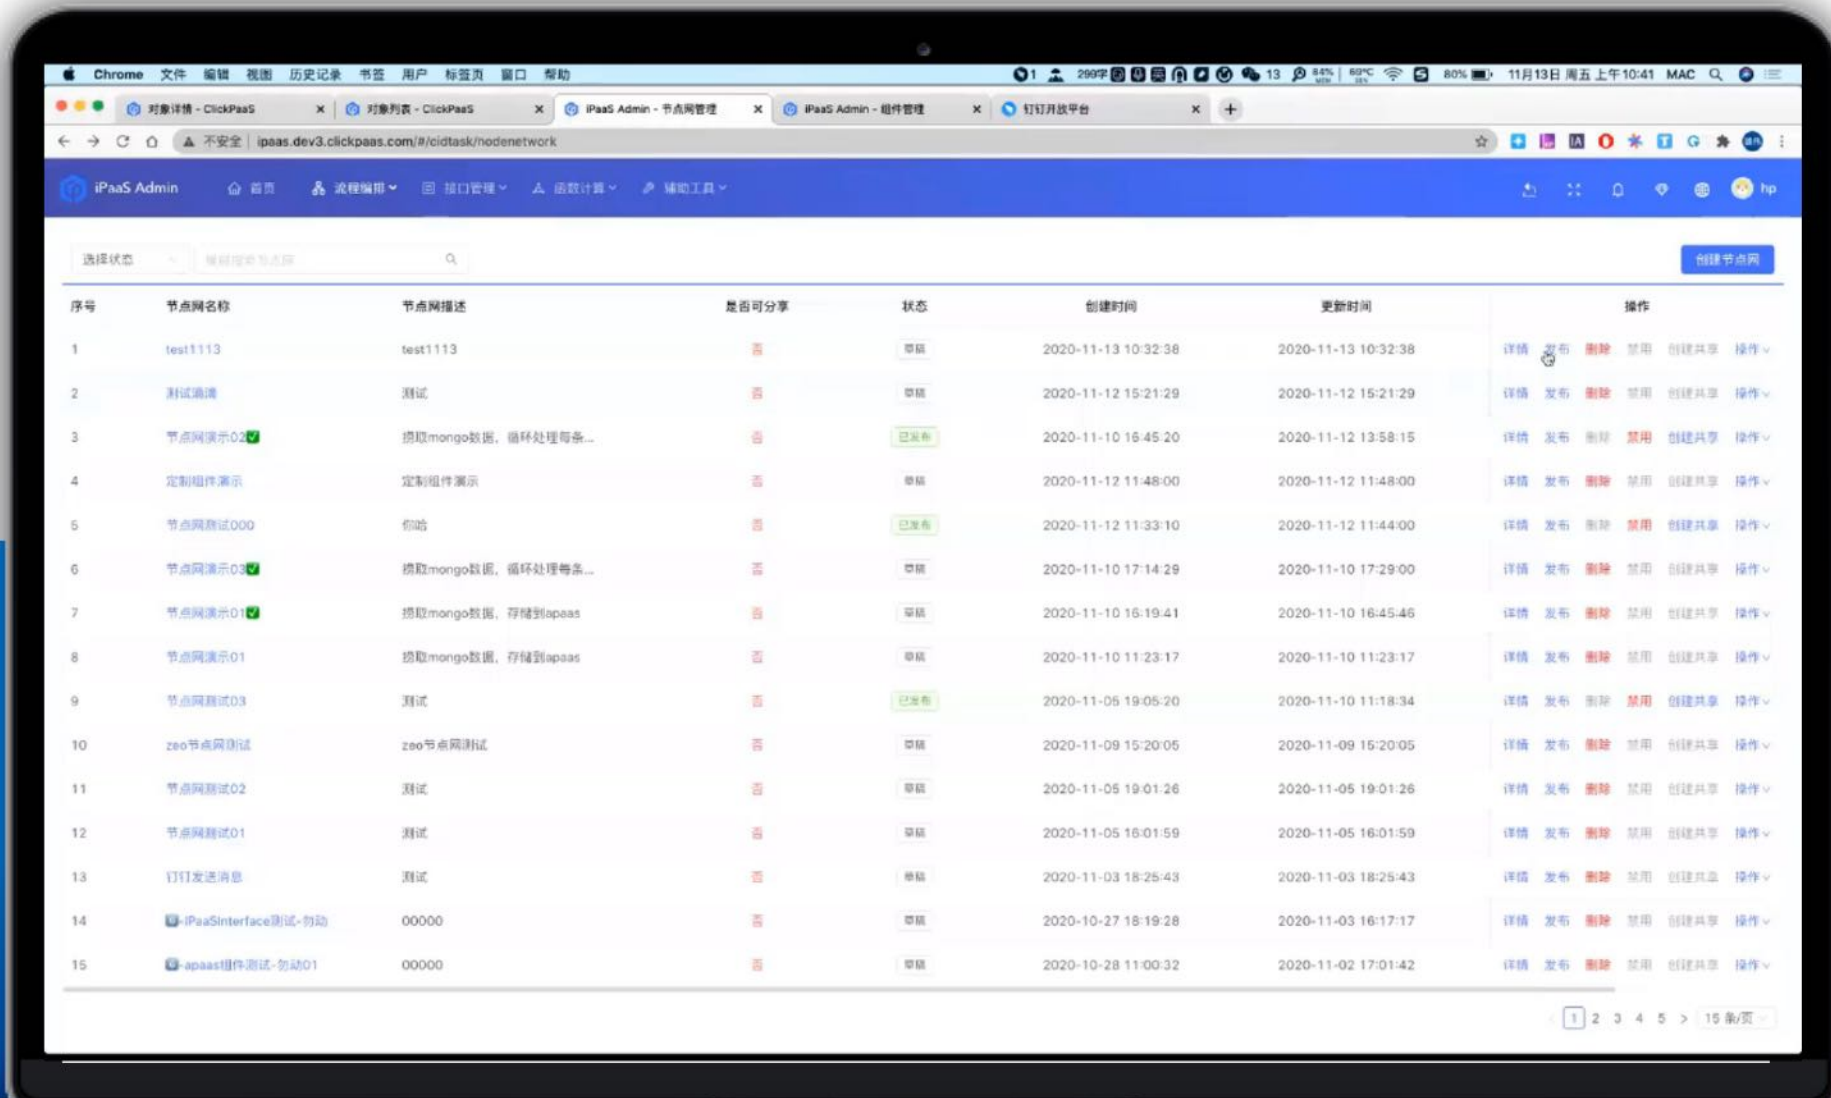 Chrome 文件 编辑 视图 历史记录 书签 用户 标签页 窗口 帮助 1 299字 13 84% MEM 69°C 80% 11月13日 周五 上午10:41 MAC
对象详情 - ClickPaaS 对象列表 - ClickPaaS iPaaS Admin - 节点网管理 iPaaS Admin - 组件管理 钉钉开放平台
不安全 ipaas.dev3.clickpaas.com/#/cidtask/nodenetwork
iPaaS Admin 首页 流程编排 接口管理 函数计算 辅助工具 hp
选择状态 创建节点网
序号 节点网名称 节点网描述 是否可分享 状态 创建时间 更新时间 操作
1 test1113 test1113 否 草稿 2020-11-13 10:32:38 2020-11-13 10:32:38 详情 发布 删除 禁用 创建共享 操作
2 测试滴滴 测试 否 草稿 2020-11-12 15:21:29 2020-11-12 15:21:29 详情 发布 删除 禁用 创建共享 操作
3 节点网演示02 捞取mongo数据，循环处理每条... 否 已发布 2020-11-10 16:45:20 2020-11-12 13:58:15 详情 发布 删除 禁用 创建共享 操作
4 定制组件演示 定制组件演示 否 草稿 2020-11-12 11:48:00 2020-11-12 11:48:00 详情 发布 删除 禁用 创建共享 操作
5 节点网测试000 你哈 否 已发布 2020-11-12 11:33:10 2020-11-12 11:44:00 详情 发布 删除 禁用 创建共享 操作
6 节点网演示03 捞取mongo数据，循环处理每条... 否 草稿 2020-11-10 17:14:29 2020-11-10 17:29:00 详情 发布 删除 禁用 创建共享 操作
7 节点网演示01 捞取mongo数据，存储到apaas 否 草稿 2020-11-10 16:19:41 2020-11-10 16:45:46 详情 发布 删除 禁用 创建共享 操作
8 节点网演示01 捞取mongo数据，存储到apaas 否 草稿 2020-11-10 11:23:17 2020-11-10 11:23:17 详情 发布 删除 禁用 创建共享 操作
9 节点网测试03 测试 否 已发布 2020-11-05 19:05:20 2020-11-10 11:18:34 详情 发布 删除 禁用 创建共享 操作
10 zeo节点网测试 zeo节点网测试 否 草稿 2020-11-09 15:20:05 2020-11-09 15:20:05 详情 发布 删除 禁用 创建共享 操作
11 节点网测试02 测试 否 草稿 2020-11-05 19:01:26 2020-11-05 19:01:26 详情 发布 删除 禁用 创建共享 操作
12 节点网测试01 测试 否 草稿 2020-11-05 16:01:59 2020-11-05 16:01:59 详情 发布 删除 禁用 创建共享 操作
13 钉钉发送消息 测试 否 草稿 2020-11-03 18:25:43 2020-11-03 18:25:43 详情 发布 删除 禁用 创建共享 操作
14 -iPaaSInterface测试-勿动 00000 否 草稿 2020-10-27 18:19:28 2020-11-03 16:17:17 详情 发布 删除 禁用 创建共享 操作
15 -apaas组件测试-勿动01 00000 否 草稿 2020-10-28 11:00:32 2020-11-02 17:01:42 详情 发布 删除 禁用 创建共享 操作
1 2 3 4 5 > 15 条/页